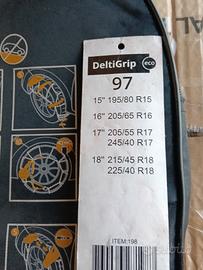 DeltiGrip eco
97
15" 195/80 R15
16" 205/65 R16
17" 205/55 R17
245/40 R17
18" 215/45 R18
225/40 R18
ITEM:198
subito